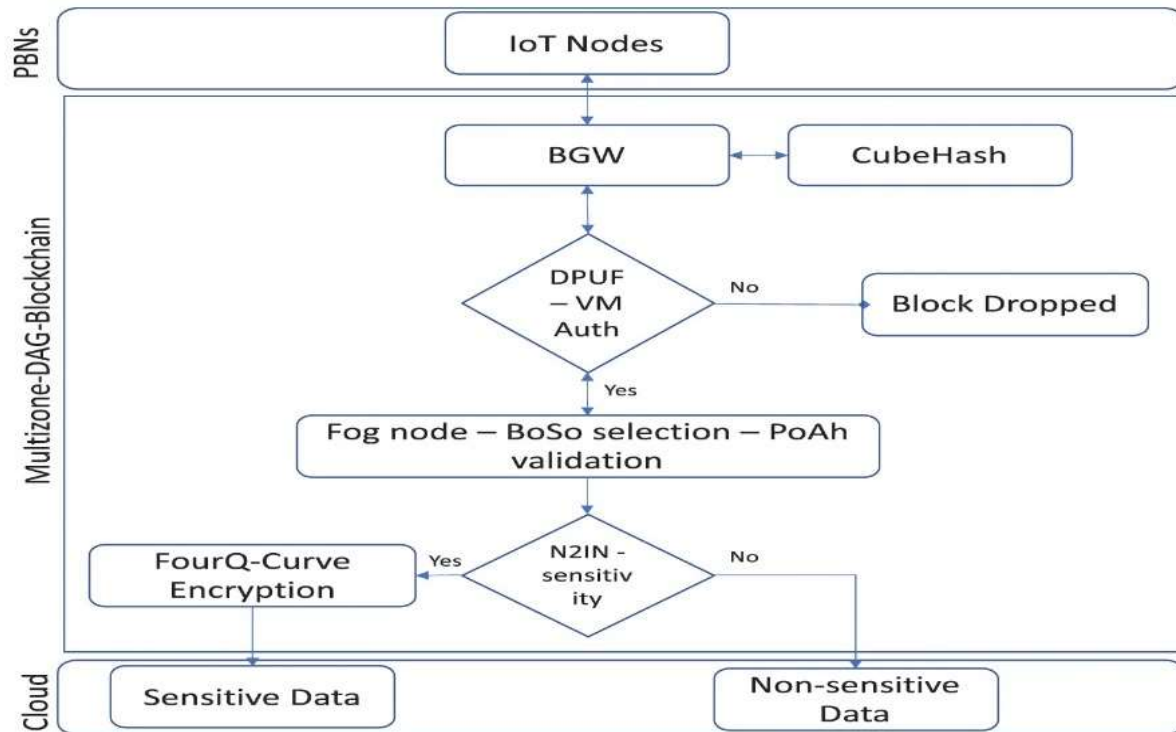 PBNs
IoT Nodes
Multizone-DAG-Blockchain
BGW
CubeHash
DPUF
– VM
Auth
No
Block Dropped
Yes
Fog node – BoSo selection – PoAh
validation
FourQ-Curve
Encryption
Yes
N2IN -
sensitiv
ity
No
Cloud
Sensitive Data
Non-sensitive
Data